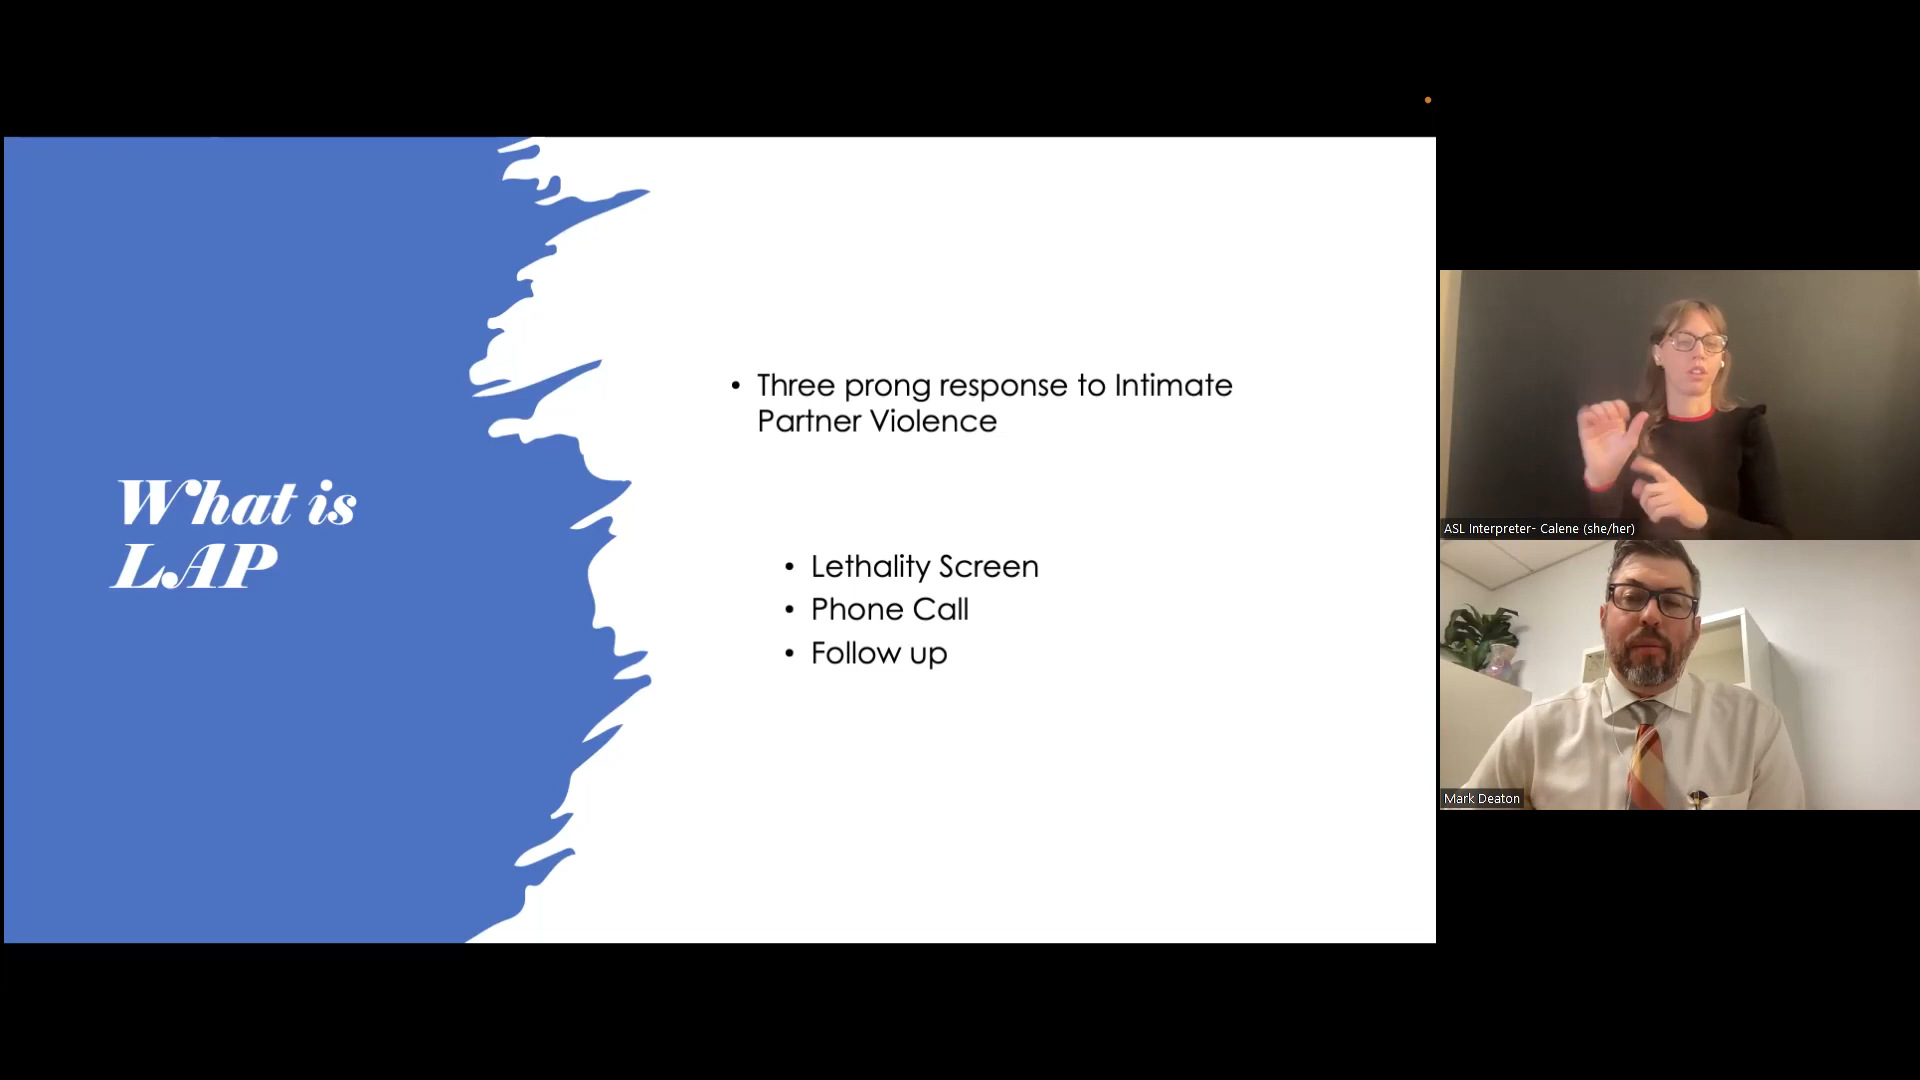 What is
LAP
• Three prong response to Intimate
Partner Violence
• Lethality Screen
• Phone Call
• Follow up
ASL Interpreter- Calene (she/her)
Mark Deaton